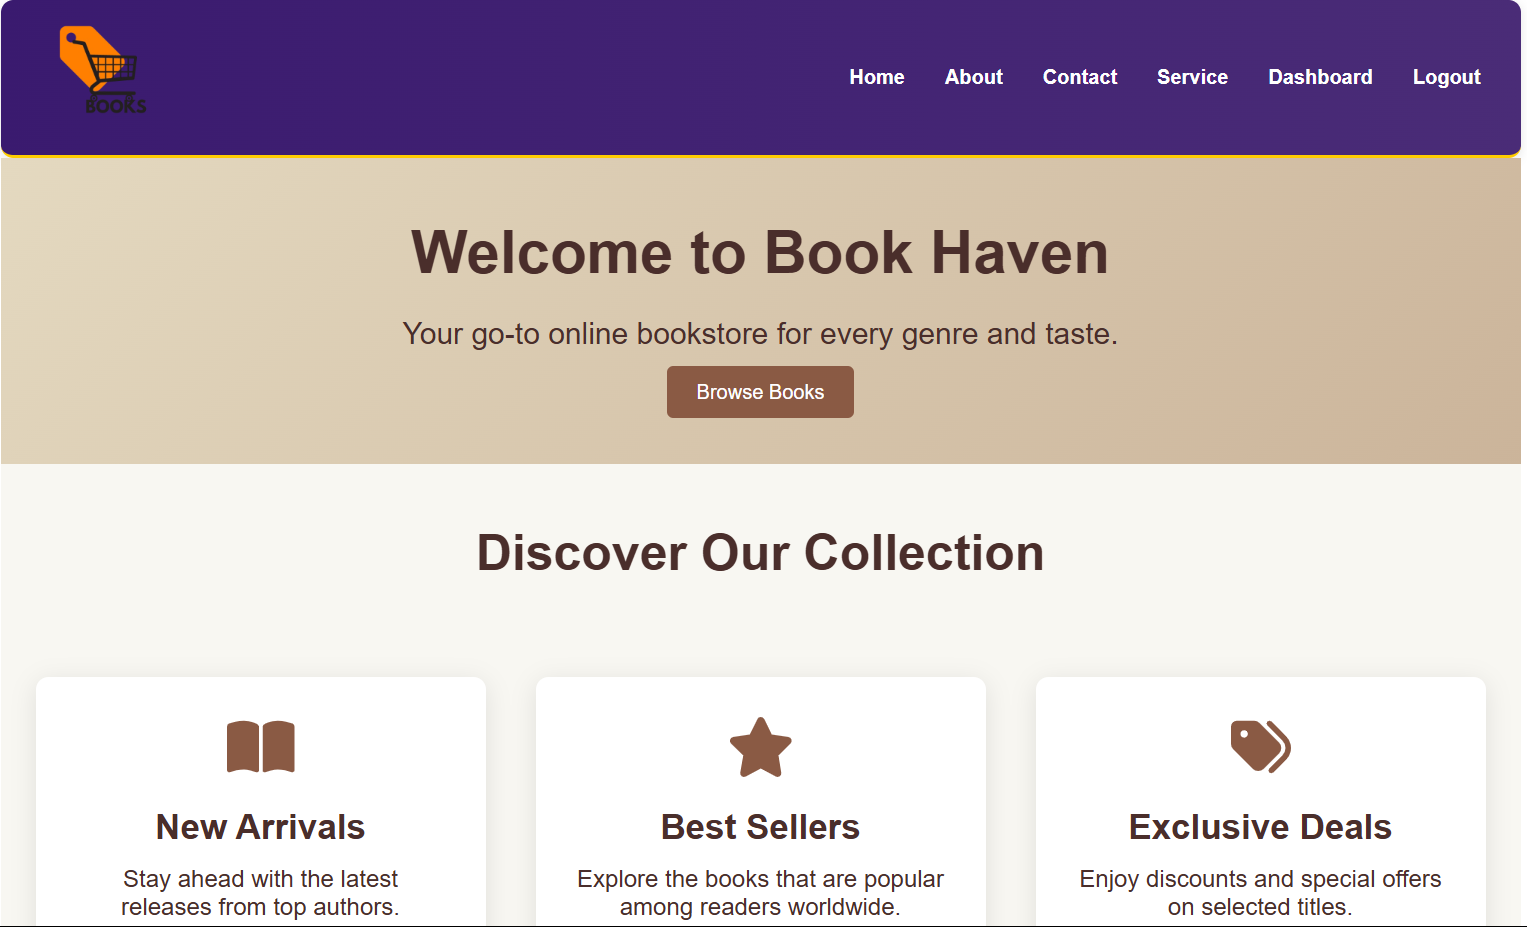 BOOKS
Home About Contact Service Dashboard Logout
Welcome to Book Haven
Your go-to online bookstore for every genre and taste.
Browse Books
Discover Our Collection
New Arrivals
Stay ahead with the latest
releases from top authors.
Best Sellers
Explore the books that are popular
among readers worldwide.
Exclusive Deals
Enjoy discounts and special offers
on selected titles.